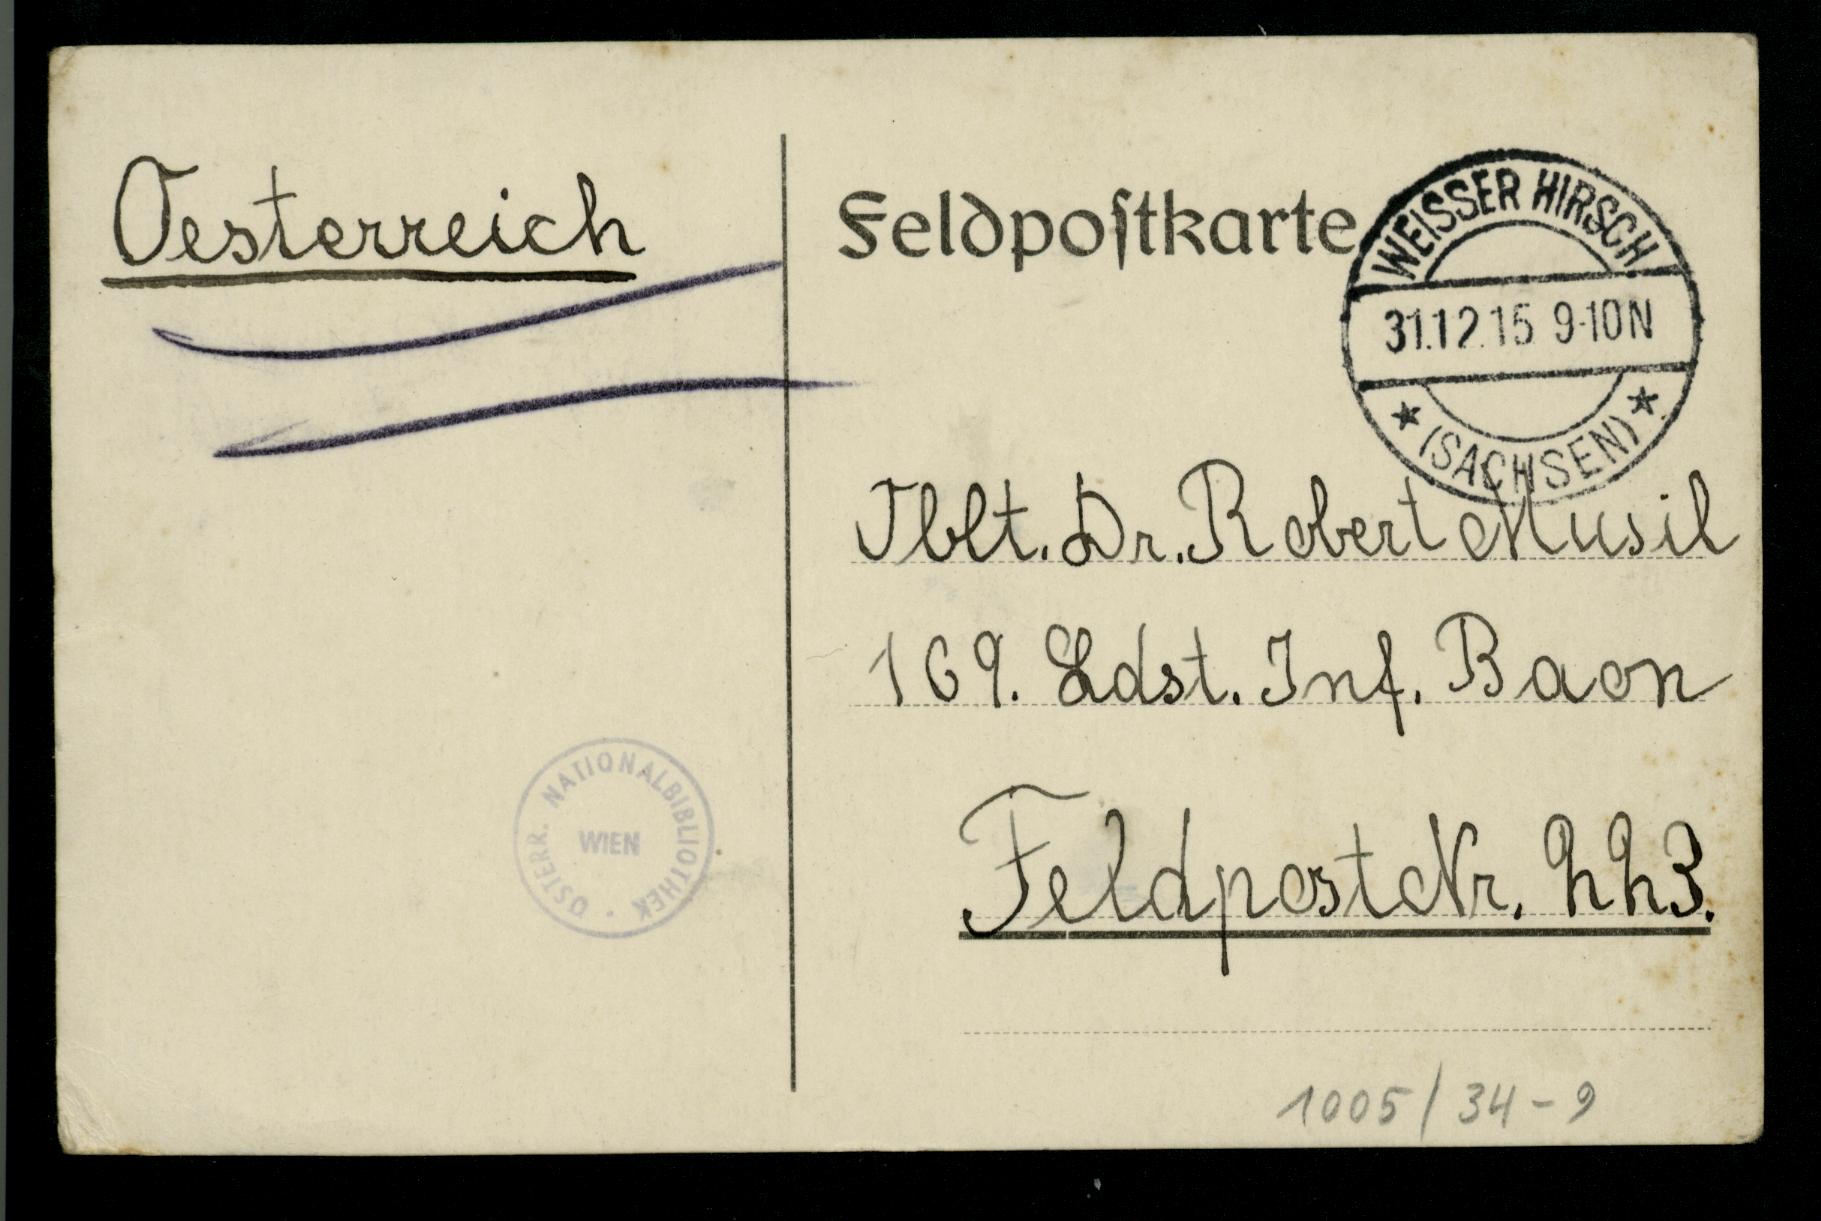 Oesterreich
Feldpostkarte
WEISSER HIRSCH
31.12.15 9-10N
(SACHSEN)
Oblt. Dr. Robert Musil
169. Ldst. Inf. Baon
Feldpost Nr. 223.
ÖSTERR. NATIONALBIBLIOTHEK
WIEN
1005/34-9